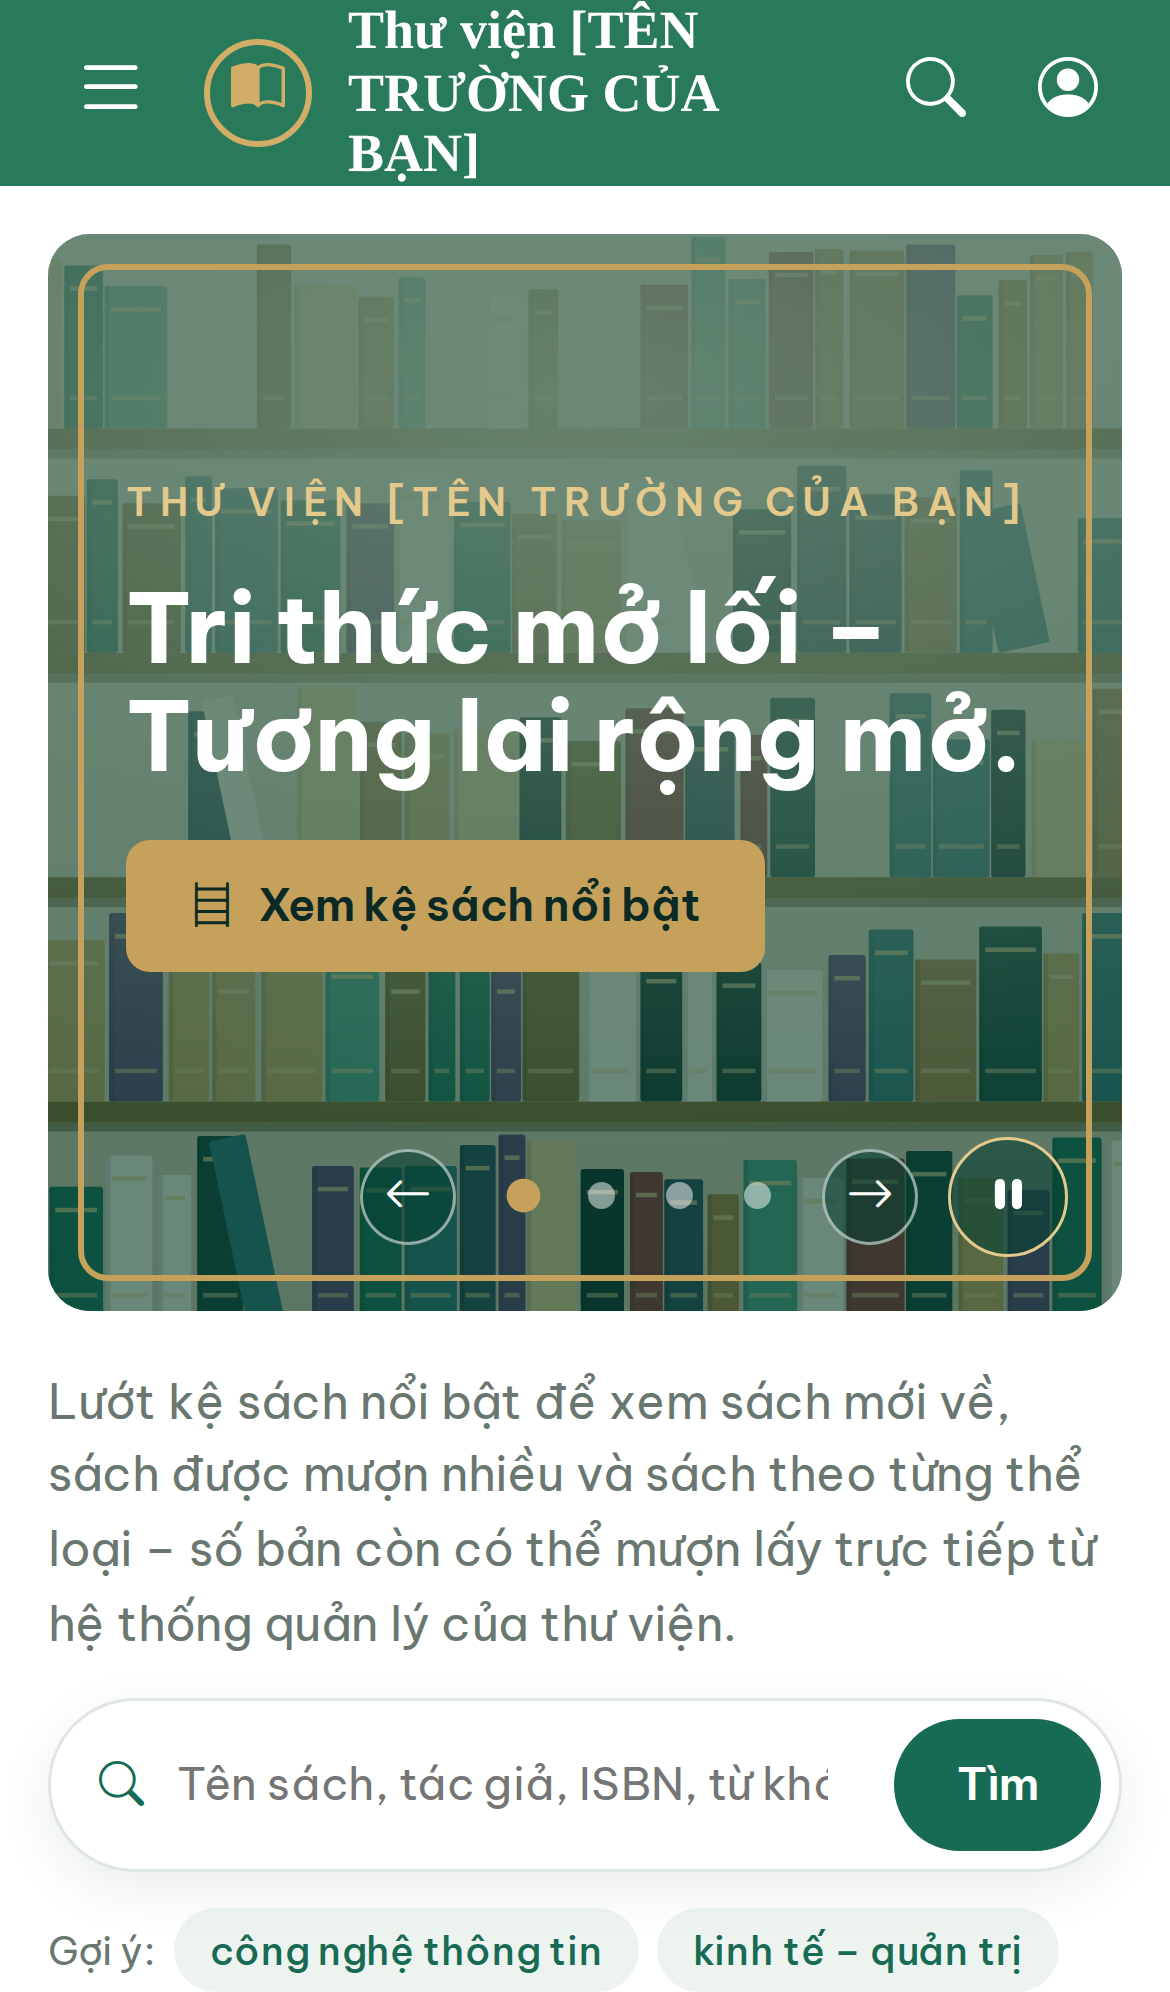 Thư viện [TÊN
TRƯỜNG CỦA
BẠN]
THƯ VIỆN [TÊN TRƯỜNG CỦA BẠN]
Tri thức mở lối –
Tương lai rộng mở.
Xem kệ sách nổi bật
Lướt kệ sách nổi bật để xem sách mới về,
sách được mượn nhiều và sách theo từng thể
loại – số bản còn có thể mượn lấy trực tiếp từ
hệ thống quản lý của thư viện.
Tên sách, tác giả, ISBN, từ khó
Tìm
Gợi ý: công nghệ thông tin kinh tế – quản trị